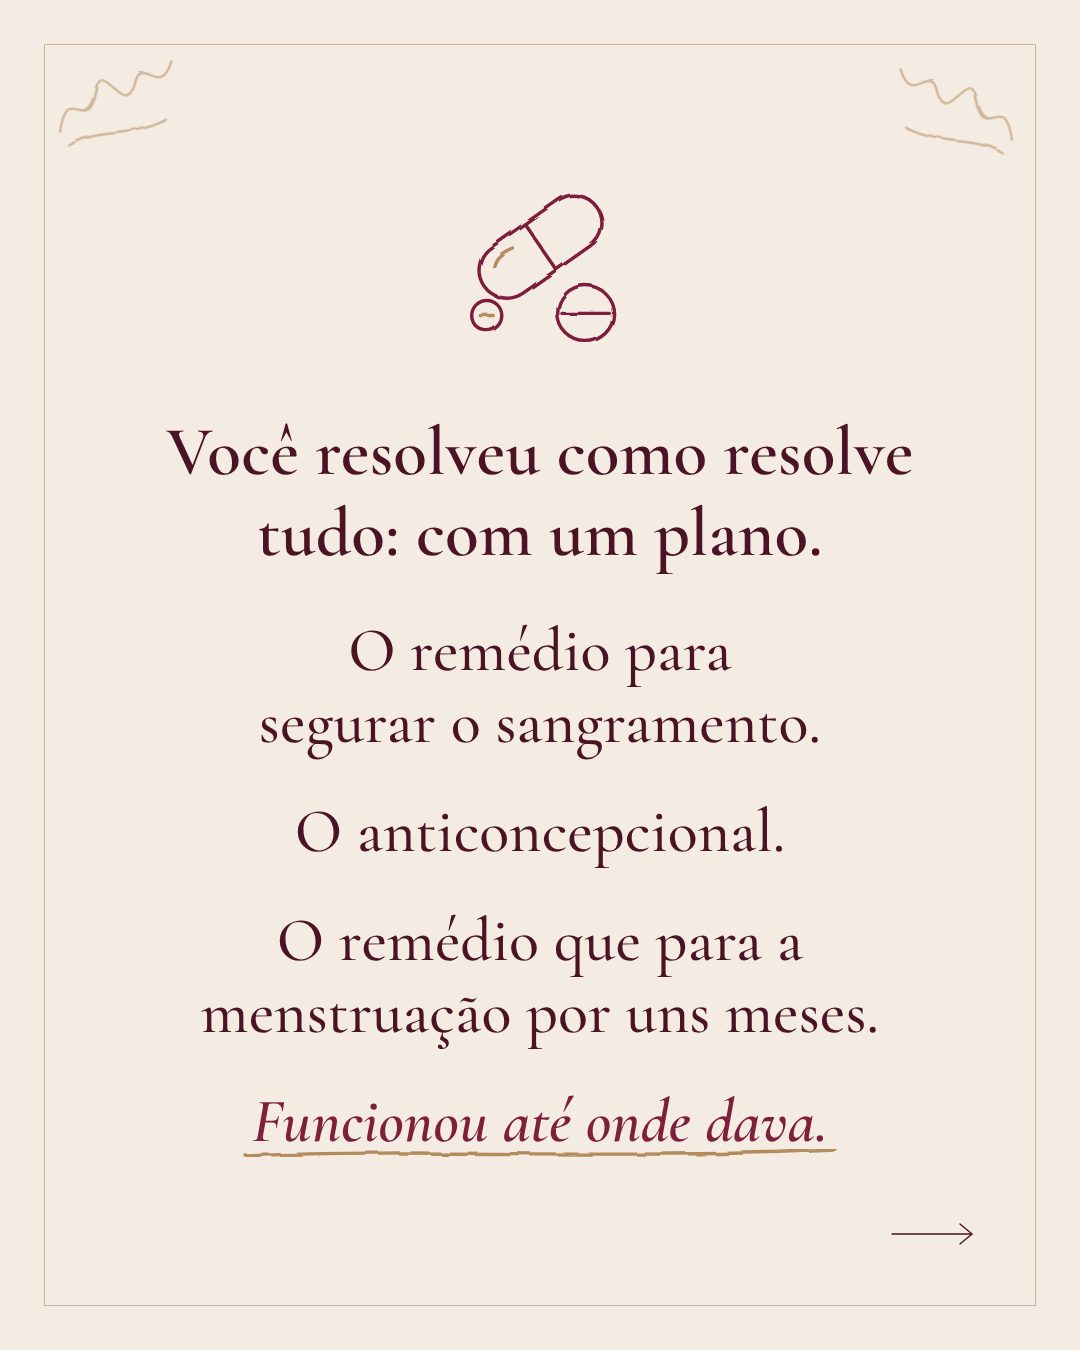 Você resolveu como resolve
tudo: com um plano.
O remédio para
segurar o sangramento.
O anticoncepcional.
O remédio que para a
menstruação por uns meses.
Funcionou até onde dava.